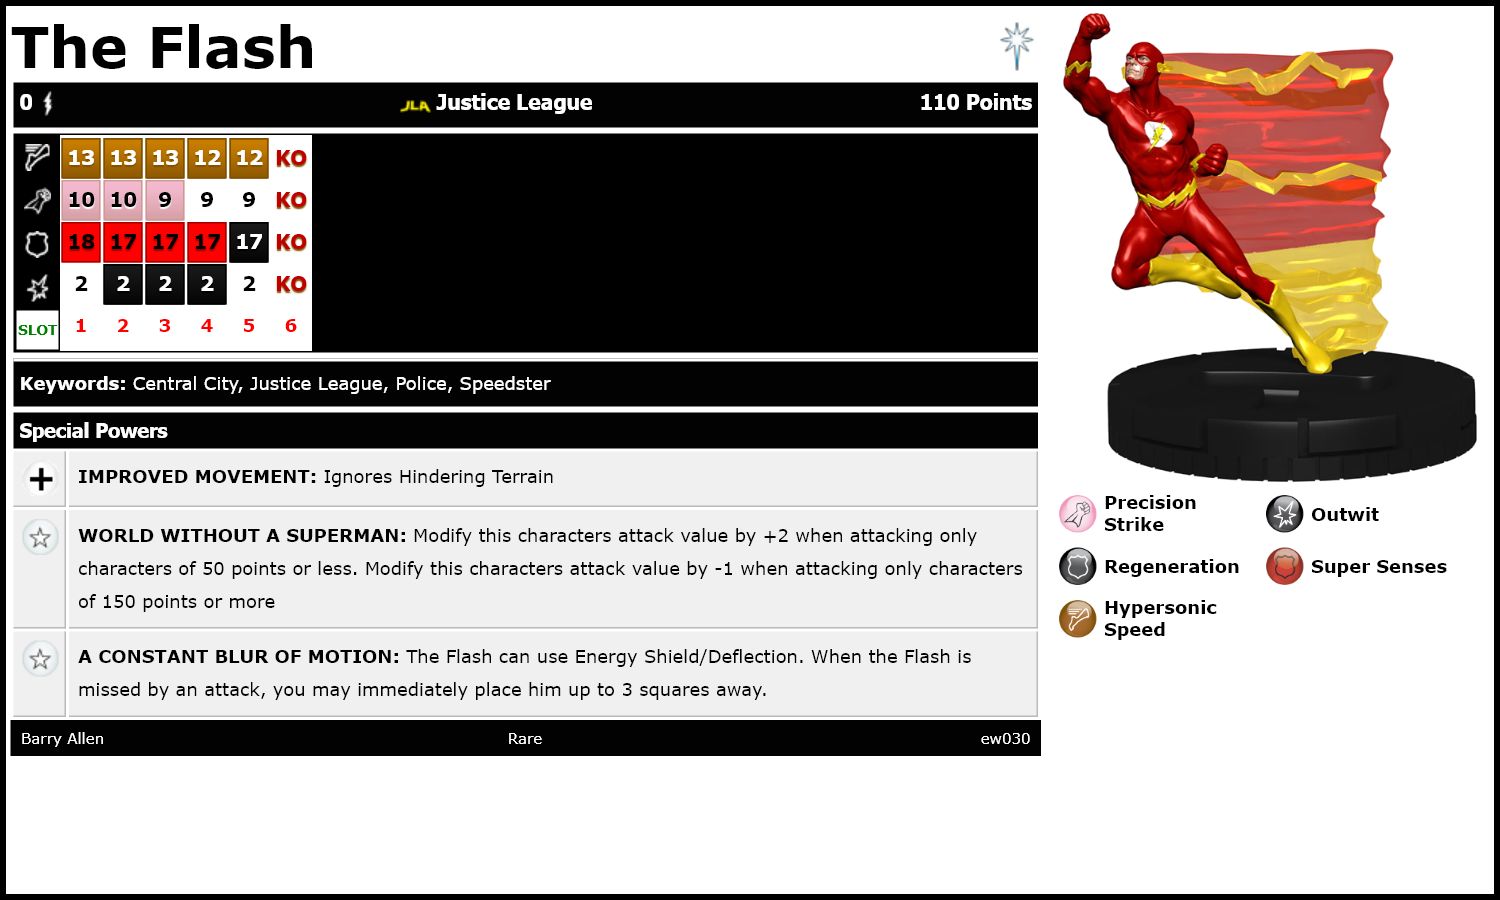 The Flash
0 JLA Justice League 110 Points
13 13 13 12 12 KO
10 10 9 9 9 KO
18 17 17 17 17 KO
2 2 2 2 2 KO
SLOT 1 2 3 4 5 6
Keywords: Central City, Justice League, Police, Speedster
Special Powers
IMPROVED MOVEMENT: Ignores Hindering Terrain
WORLD WITHOUT A SUPERMAN: Modify this characters attack value by +2 when attacking only
characters of 50 points or less. Modify this characters attack value by -1 when attacking only characters
of 150 points or more
A CONSTANT BLUR OF MOTION: The Flash can use Energy Shield/Deflection. When the Flash is
missed by an attack, you may immediately place him up to 3 squares away.
Barry Allen Rare ew030
Precision
Strike
Outwit
Regeneration
Super Senses
Hypersonic
Speed